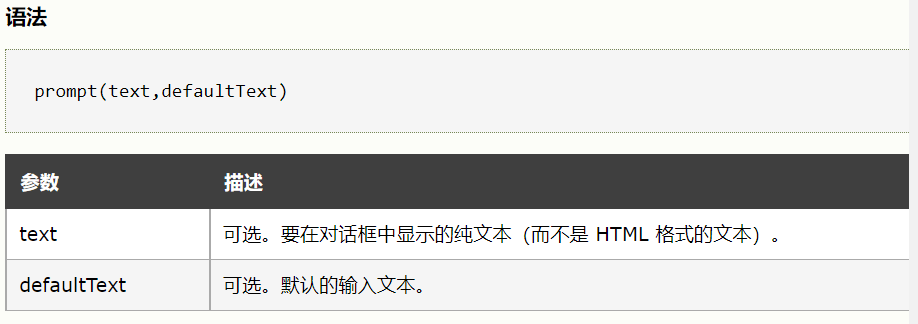 语法
prompt(text,defaultText)
参数 描述
text 可选。要在对话框中显示的纯文本（而不是 HTML 格式的文本）。
defaultText 可选。默认的输入文本。